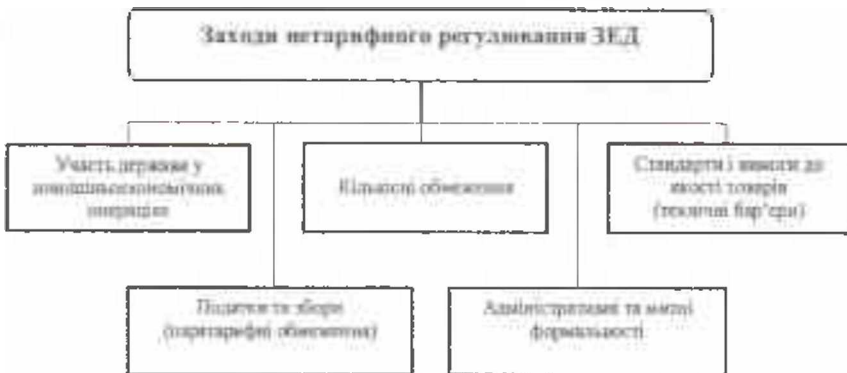 Заходи нетарифного регулювання ЗЕД
Участь держави у
зовнішньоекономічних
операціях
Кількісні обмеження
Стандарти і вимоги до
якості товарів
(технічні бар’єри)
Податки та збори
(паратарифні обмеження)
Адміністративні та митні
формальності